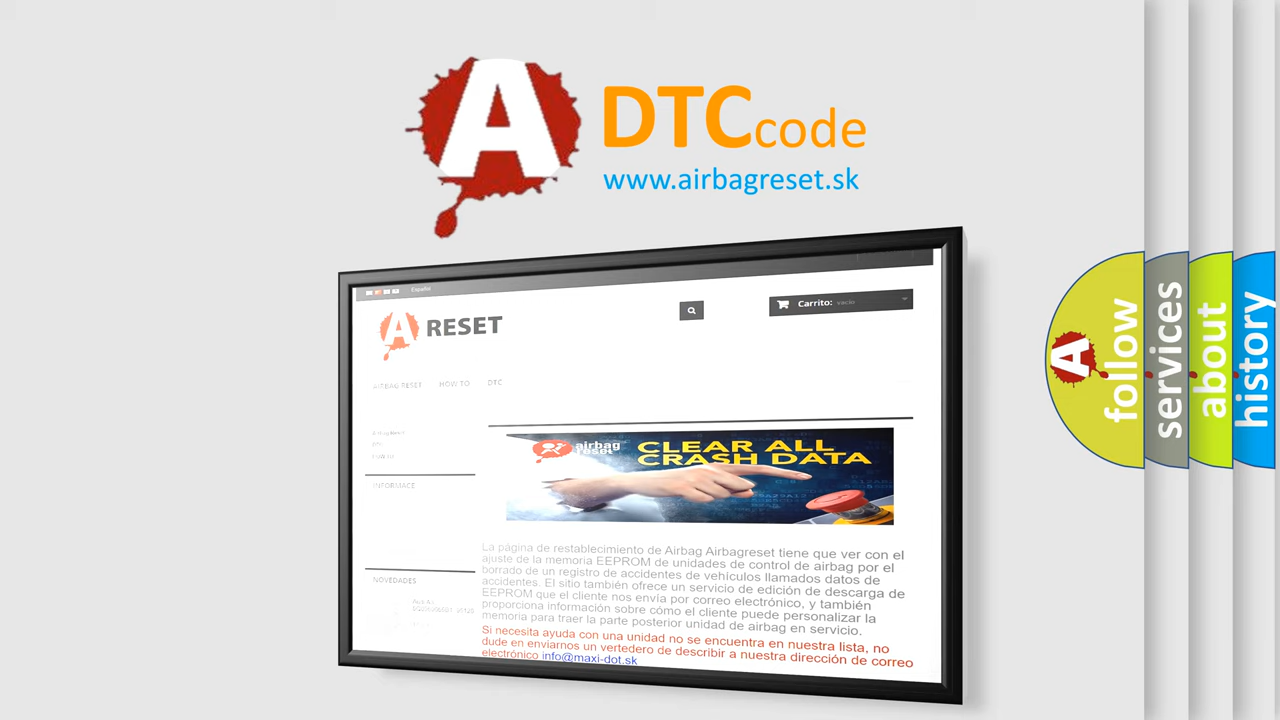 A
DTCcode
www.airbagreset.sk
Español
A RESET
Carrito: vacío
AIRBAG RESET HOW TO DTC
INFORMACE
NOVEDADES
airbag
reset
CLEAR ALL
CRASH DATA
La página de restablecimiento de Airbag Airbagreset tiene que ver con el
ajuste de la memoria EEPROM de unidades de control de airbag por el
borrado de un registro de accidentes de vehículos llamados datos de
accidentes. El sitio también ofrece un servicio de edición de descarga de
EEPROM que el cliente nos envía por correo electrónico, y también
proporciona información sobre cómo el cliente puede personalizar la
memoria para traer la parte posterior unidad de airbag en servicio.
Si necesita ayuda con una unidad no se encuentra en nuestra lista, no
dude en enviarnos un vertedero de describir a nuestra dirección de correo
electrónico info@maxi-dot.sk
A
follow
services
about
history